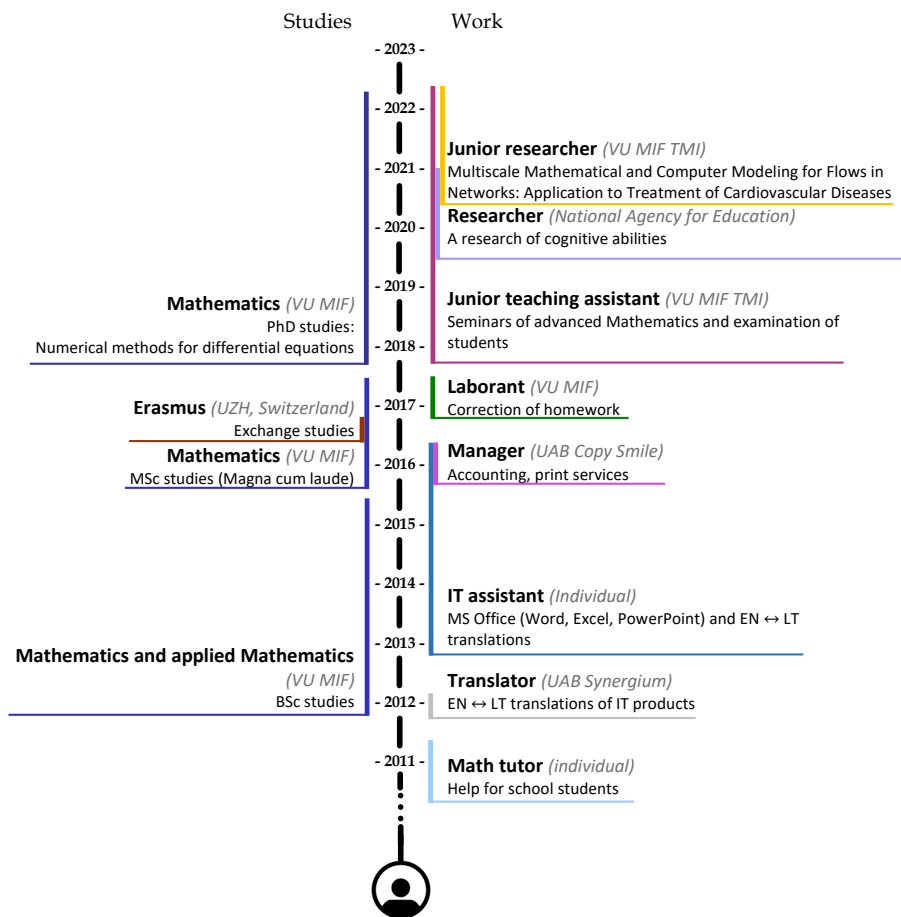 Studies
Work
- 2023 -
- 2022 -
Junior researcher (VU MIF TMI)
- 2021 -
Multiscale Mathematical and Computer Modeling for Flows in
Networks: Application to Treatment of Cardiovascular Diseases
Researcher (National Agency for Education)
- 2020 -
A research of cognitive abilities
- 2019 -
Mathematics (VU MIF)
PhD studies:
Numerical methods for differential equations
Junior teaching assistant (VU MIF TMI)
Seminars of advanced Mathematics and examination of
students
- 2018 -
Laborant (VU MIF)
Correction of homework
- 2017 -
Erasmus (UZH, Switzerland)
Exchange studies
Mathematics (VU MIF)
MSc studies (Magna cum laude)
Manager (UAB Copy Smile)
Accounting, print services
- 2016 -
- 2015 -
- 2014 -
IT assistant (Individual)
MS Office (Word, Excel, PowerPoint) and EN ↔ LT
translations
- 2013 -
Mathematics and applied Mathematics
(VU MIF)
BSc studies
Translator (UAB Synergium)
EN ↔ LT translations of IT products
- 2012 -
- 2011 -
Math tutor (individual)
Help for school students